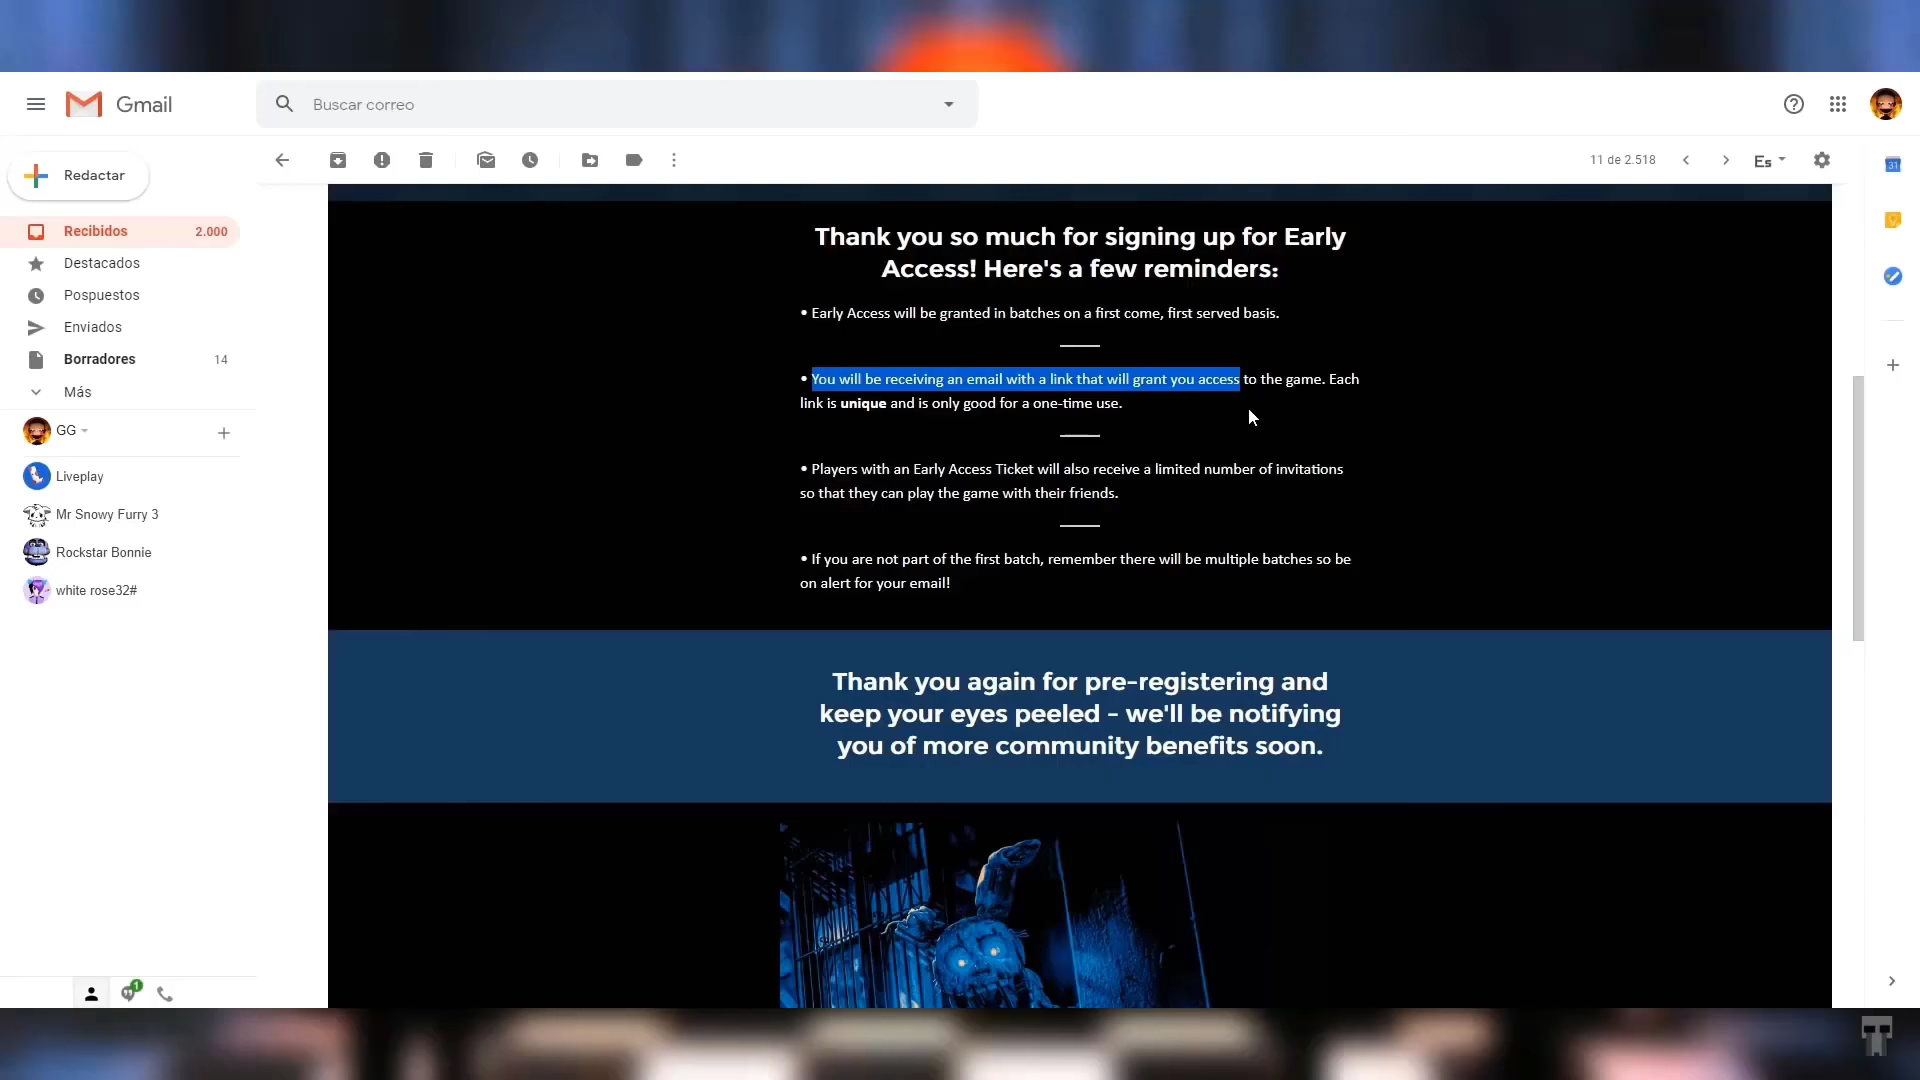 Gmail
Buscar correo
Redactar
11 de 2.518
Es
31
Recibidos 2.000
Destacados
Pospuestos
Enviados
Borradores 14
Más
GG
Liveplay
Mr Snowy Furry 3
Rockstar Bonnie
white rose32#
1
Thank you so much for signing up for Early
Access! Here's a few reminders:
• Early Access will be granted in batches on a first come, first served basis.
• You will be receiving an email with a link that will grant you access to the game. Each
link is unique and is only good for a one-time use.
• Players with an Early Access Ticket will also receive a limited number of invitations
so that they can play the game with their friends.
• If you are not part of the first batch, remember there will be multiple batches so be
on alert for your email!
Thank you again for pre-registering and
keep your eyes peeled - we'll be notifying
you of more community benefits soon.